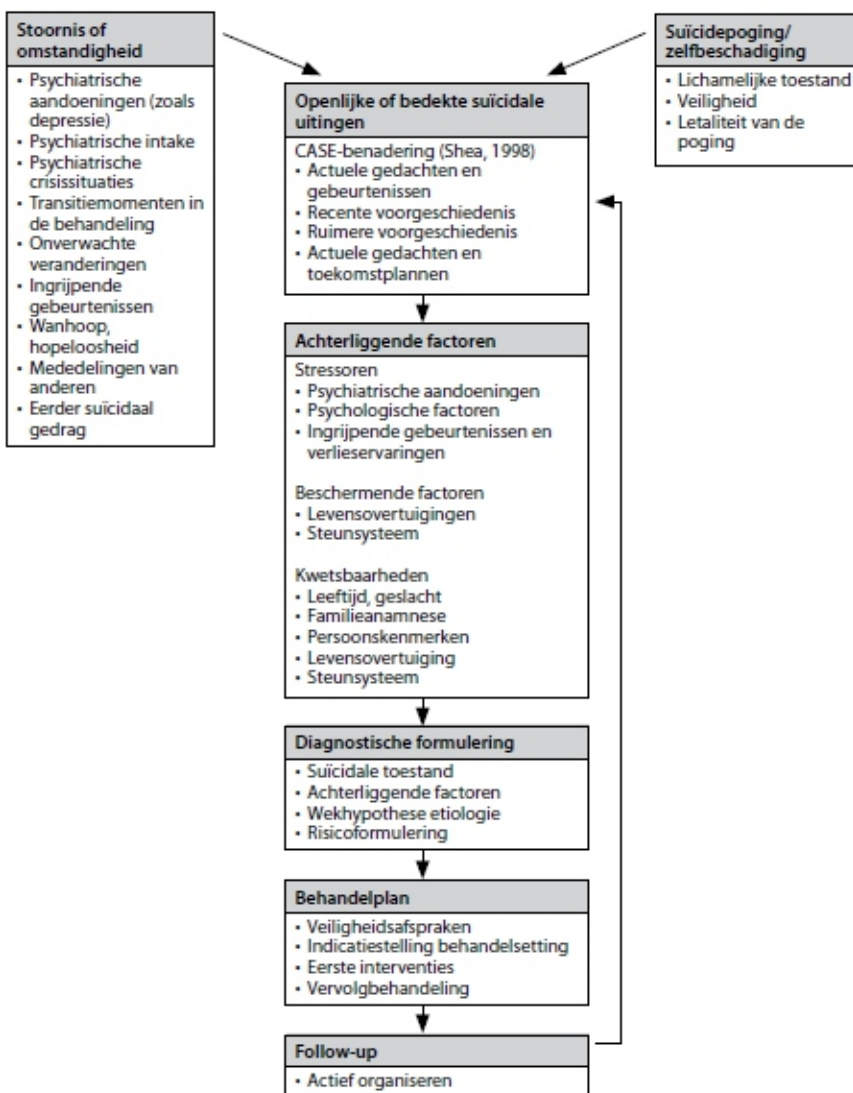 Stoornis of
omstandigheid
• Psychiatrische
aandoeningen (zoals
depressie)
• Psychiatrische intake
• Psychiatrische
crisissituaties
• Transitiemomenten in
de behandeling
• Onverwachte
veranderingen
• Ingrijpende
gebeurtenissen
• Wanhoop,
hopeloosheid
• Mededelingen van
anderen
• Eerder suïcidaal
gedrag
Suïcidepoging/
zelfbeschadiging
• Lichamelijke toestand
• Veiligheid
• Letaliteit van de
poging
Openlijke of bedekte suïcidale
uitingen
CASE-benadering (Shea, 1998)
• Actuele gedachten en
gebeurtenissen
• Recente voorgeschiedenis
• Ruimere voorgeschiedenis
• Actuele gedachten en
toekomstplannen
Achterliggende factoren
Stressoren
• Psychiatrische aandoeningen
• Psychologische factoren
• Ingrijpende gebeurtenissen en
verlieservaringen
Beschermende factoren
• Levensovertuigingen
• Steunsysteem
Kwetsbaarheden
• Leeftijd, geslacht
• Familieanamnese
• Persoonskenmerken
• Levensovertuiging
• Steunsysteem
Diagnostische formulering
• Suïcidale toestand
• Achterliggende factoren
• Wekhypothese etiologie
• Risicoformulering
Behandelplan
• Veiligheidsafspraken
• Indicatiestelling behandelsetting
• Eerste interventies
• Vervolgbehandeling
Follow-up
• Actief organiseren